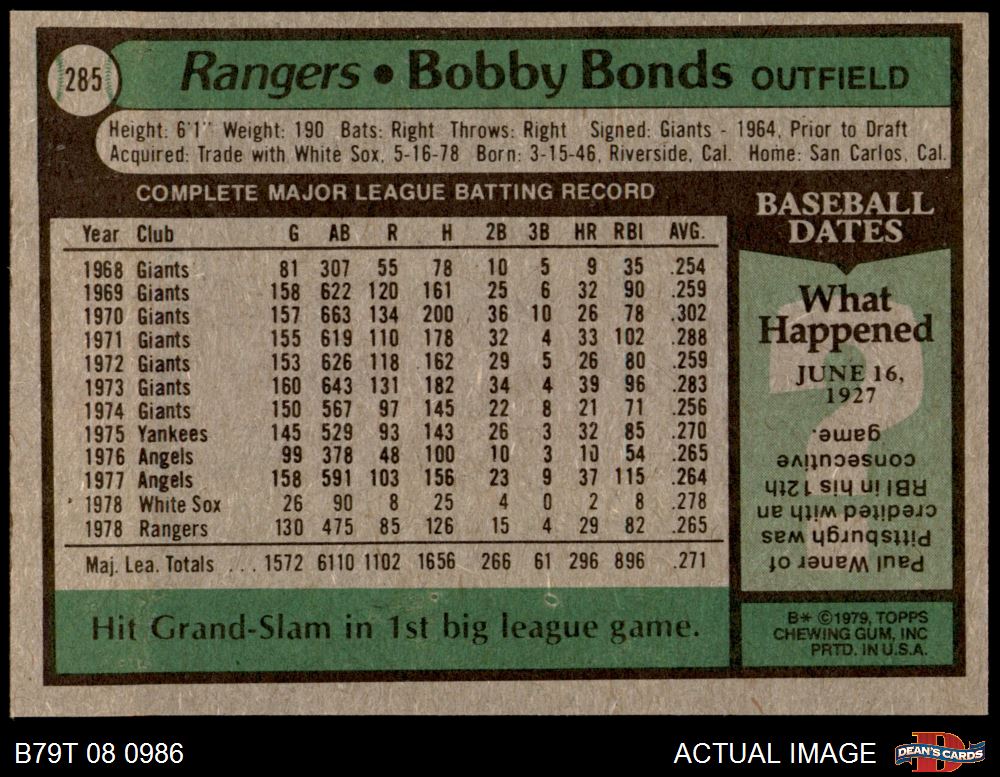 285
Rangers • Bobby Bonds OUTFIELD
Height: 6'1" Weight: 190 Bats: Right Throws: Right Signed: Giants - 1964, Prior to Draft
Acquired: Trade with White Sox, 5-16-78 Born: 3-15-46, Riverside, Cal. Home: San Carlos, Cal.
COMPLETE MAJOR LEAGUE BATTING RECORD
Year Club G AB R H 2B 3B HR RBI AVG.
1968 Giants 81 307 55 78 10 5 9 35 .254
1969 Giants 158 622 120 161 25 6 32 90 .259
1970 Giants 157 663 134 200 36 10 26 78 .302
1971 Giants 155 619 110 178 32 4 33 102 .288
1972 Giants 153 626 118 162 29 5 26 80 .259
1973 Giants 160 643 131 182 34 4 39 96 .283
1974 Giants 150 567 97 145 22 8 21 71 .256
1975 Yankees 145 529 93 143 26 3 32 85 .270
1976 Angels 99 378 48 100 10 3 10 54 .265
1977 Angels 158 591 103 156 23 9 37 115 .264
1978 White Sox 26 90 8 25 4 0 2 8 .278
1978 Rangers 130 475 85 126 15 4 29 82 .265
Maj. Lea. Totals ... 1572 6110 1102 1656 266 61 296 896 .271
Hit Grand-Slam in 1st big league game.
BASEBALL
DATES
What
Happened
JUNE 16,
1927
Paul Waner of
Pittsburgh was
credited with an
RBI in his 12th
consecutive
game.
B* ©1979, TOPPS
CHEWING GUM, INC
PRTD. IN U.S.A.
B79T 08 0986
ACTUAL IMAGE
DEAN'S CARDS